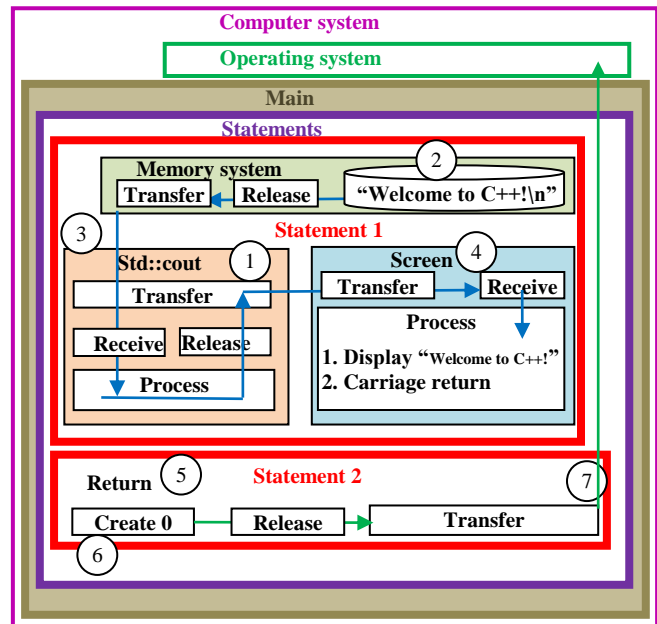 Computer system
Operating system
Main
Statements
Memory system
2
Transfer
Release
“Welcome to C++!\n”
Statement 1
3
Std::cout
1
Screen
4
Transfer
Transfer
Receive
Receive
Release
Process
Process
1. Display “Welcome to C++!”
2. Carriage return
Return
5
Statement 2
7
Create 0
Release
Transfer
6